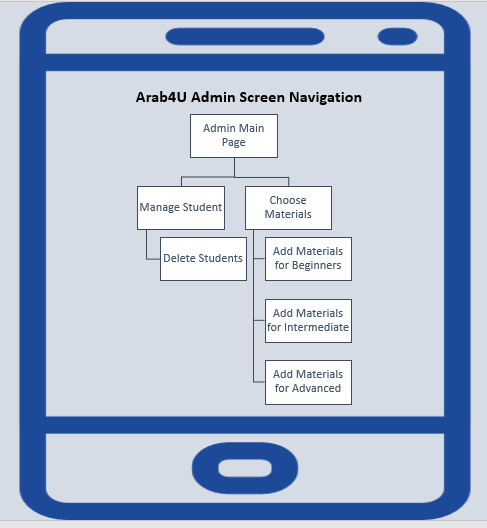 Arab4U Admin Screen Navigation
Admin Main
Page
Manage Student
Choose
Materials
Delete Students
Add Materials
for Beginners
Add Materials
for Intermediate
Add Materials
for Advanced